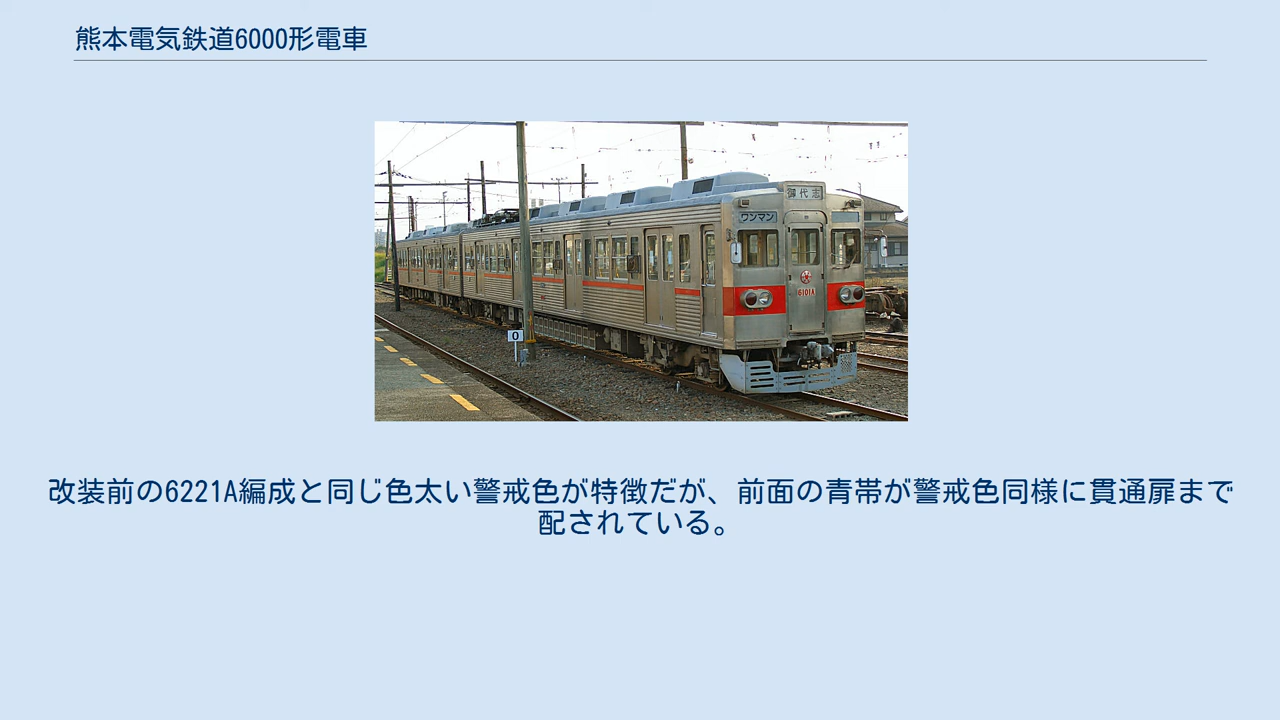 熊本電気鉄道6000形電車
御代志
ワンマン
6101A
0
改装前の6221A編成と同じ色太い警戒色が特徴だが、前面の青帯が警戒色同様に貫通扉まで
配されている。